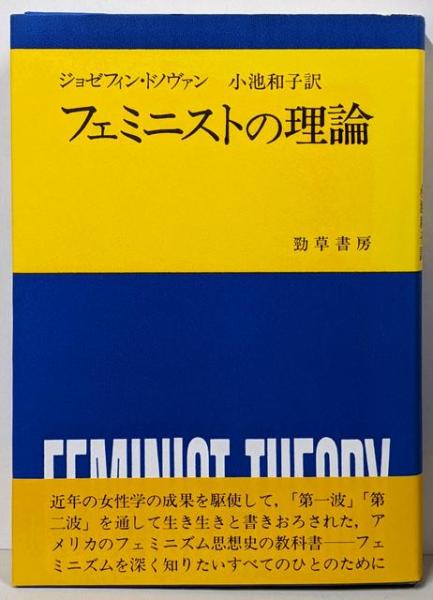 ジョゼフィン・ドノヴァン 小池和子訳
フェミニストの理論
勁草書房
FEMINIST THEORY
近年の女性学の成果を駆使して,「第一波」「第
二波」を通して生き生きと書きおろされた, ア
メリカのフェミニズム思想史の教科書──フェ
ミニズムを深く知りたいすべてのひとのために